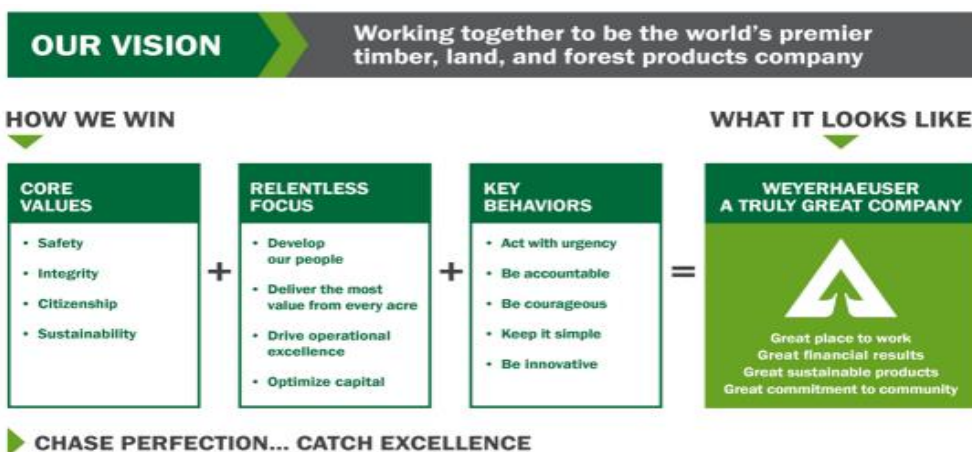 OUR VISION
Working together to be the world's premier
timber, land, and forest products company
HOW WE WIN
WHAT IT LOOKS LIKE
CORE
VALUES
• Safety
• Integrity
• Citizenship
• Sustainability
+
RELENTLESS
FOCUS
• Develop
our people
• Deliver the most
value from every acre
• Drive operational
excellence
• Optimize capital
+
KEY
BEHAVIORS
• Act with urgency
• Be accountable
• Be courageous
• Keep it simple
• Be innovative
=
WEYERHAEUSER
A TRULY GREAT COMPANY
Great place to work
Great financial results
Great sustainable products
Great commitment to community
CHASE PERFECTION... CATCH EXCELLENCE